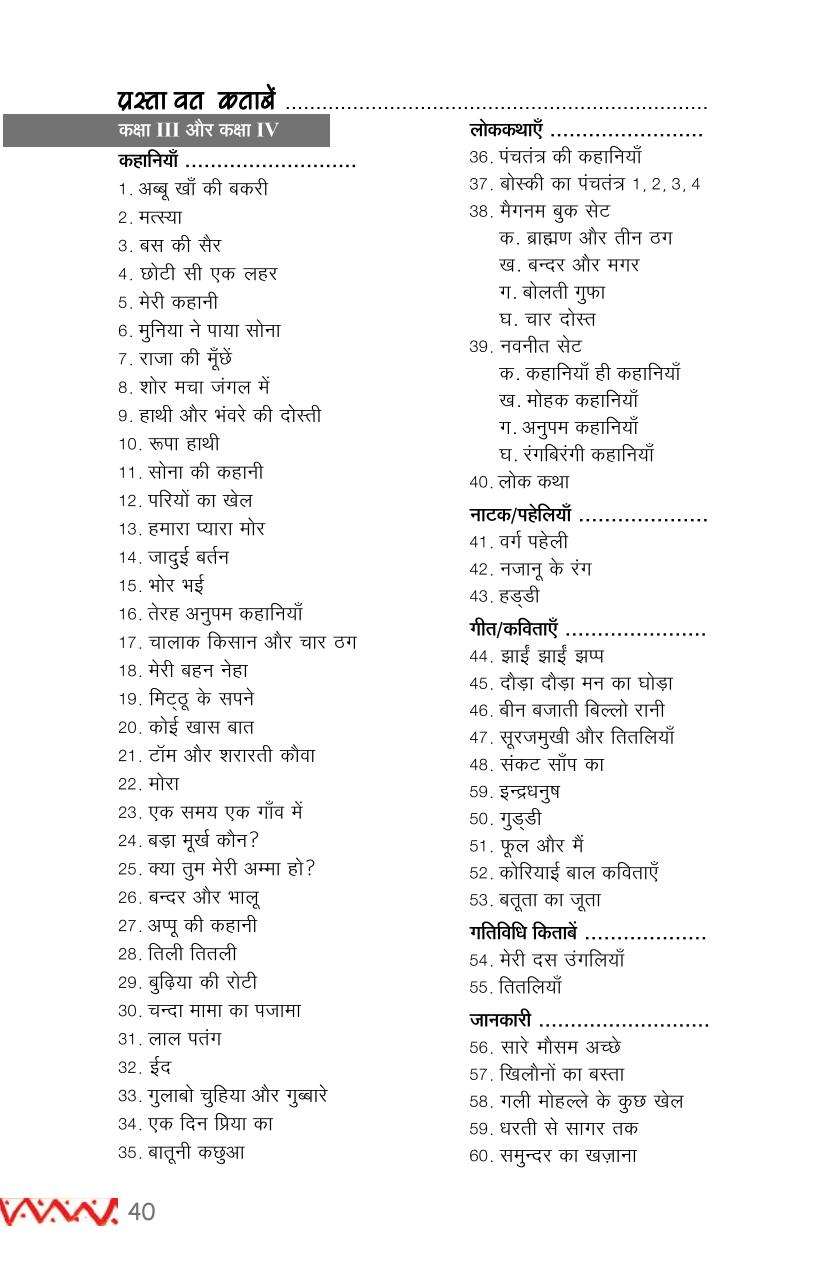 प्रस्ता वत कताबें ......................................................................
कक्षा III और कक्षा IV
कहानियाँ ...........................
1. अब्बू खाँ की बकरी
2. मत्स्या
3. बस की सैर
4. छोटी सी एक लहर
5. मेरी कहानी
6. मुनिया ने पाया सोना
7. राजा की मूँछें
8. शोर मचा जंगल में
9. हाथी और भंवरे की दोस्ती
10. रूपा हाथी
11. सोना की कहानी
12. परियों का खेल
13. हमारा प्यारा मोर
14. जादुई बर्तन
15. भोर भई
16. तेरह अनुपम कहानियाँ
17. चालाक किसान और चार ठग
18. मेरी बहन नेहा
19. मिट्ठू के सपने
20. कोई खास बात
21. टॉम और शरारती कौवा
22. मोरा
23. एक समय एक गाँव में
24. बड़ा मूर्ख कौन?
25. क्या तुम मेरी अम्मा हो?
26. बन्दर और भालू
27. अप्पू की कहानी
28. तिली तितली
29. बुढ़िया की रोटी
30. चन्दा मामा का पजामा
31. लाल पतंग
32. ईद
33. गुलाबो चुहिया और गुब्बारे
34. एक दिन प्रिया का
35. बातूनी कछुआ
लोककथाएँ ........................
36. पंचतंत्र की कहानियाँ
37. बोस्की का पंचतंत्र 1, 2, 3, 4
38. मैगनम बुक सेट
क. ब्राह्मण और तीन ठग
ख. बन्दर और मगर
ग. बोलती गुफा
घ. चार दोस्त
39. नवनीत सेट
क. कहानियाँ ही कहानियाँ
ख. मोहक कहानियाँ
ग. अनुपम कहानियाँ
घ. रंगबिरंगी कहानियाँ
40. लोक कथा
नाटक/पहेलियाँ ....................
41. वर्ग पहेली
42. नजानू के रंग
43. हड्डी
गीत/कविताएँ ......................
44. झाईं झाईं झप्प
45. दौड़ा दौड़ा मन का घोड़ा
46. बीन बजाती बिल्लो रानी
47. सूरजमुखी और तितलियाँ
48. संकट साँप का
59. इन्द्रधनुष
50. गुड्डी
51. फूल और मैं
52. कोरियाई बाल कविताएँ
53. बतूता का जूता
गतिविधि किताबें ...................
54. मेरी दस उंगलियाँ
55. तितलियाँ
जानकारी ...........................
56. सारे मौसम अच्छे
57. खिलौनों का बस्ता
58. गली मोहल्ले के कुछ खेल
59. धरती से सागर तक
60. समुन्दर का खज़ाना
40